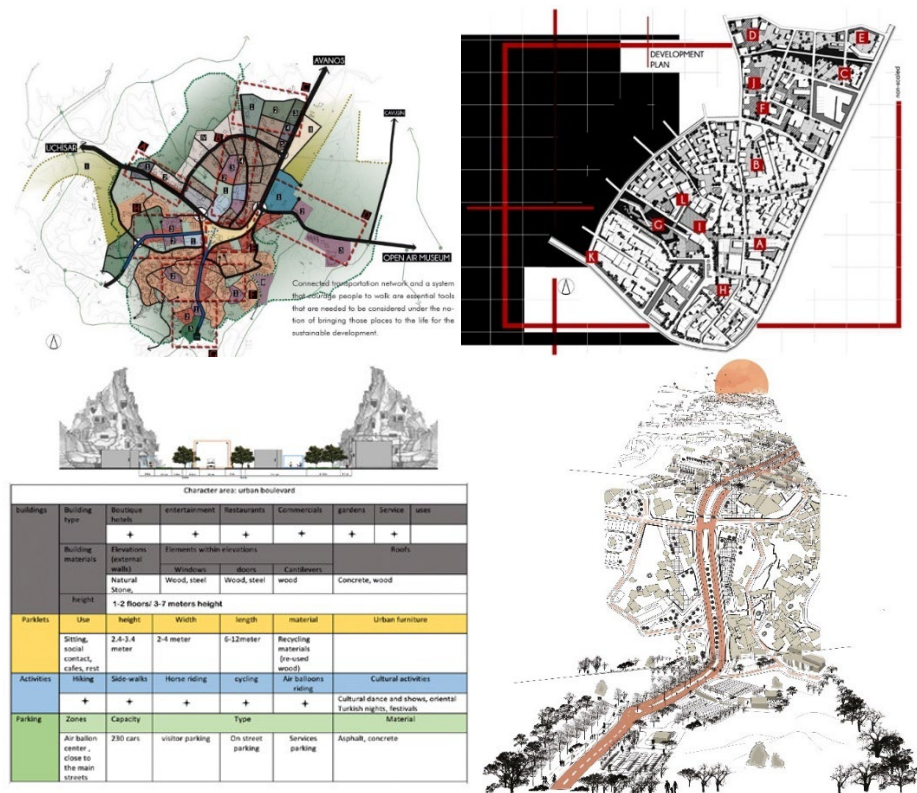 AVANOS
CAVUSIN
UCHISAR
OPEN AIR MUSEUM
Connected transportation network and a system
that courage people to walk are essential tools
that are needed to be considered under the no-
tion of bringing those places to the life for the
sustainable development.
DEVELOPMENT
PLAN
non-scaled
D
E
C
J
F
B
L
G
I
A
K
H
Character area: urban boulevard
buildings
Building type
Boutique hotels
entertainment
Restaurants
Commercials
gardens
Service
uses
+ + + + + +
Building materials
Elevations (external walls)
Elements within elevations
Roofs
Windows
doors
Cantilevers
Natural Stone,
Wood, steel
Wood, steel
wood
Concrete, wood
height
1-2 floors/ 3-7 meters height
Parklets
Use
height
Width
length
material
Urban furniture
Sitting, social contact, cafes, rest
2.4-3.4 meter
2-4 meter
6-12meter
Recycling materials (re-used wood)
Activities
Hiking
Side-walks
Horse riding
cycling
Air balloons riding
Cultural activities
+ + + + +
Cultural dance and shows, oriental Turkish nights, festivals
Parking
Zones
Capacity
Type
Material
Air ballon center , close to the main streets
230 cars
visitor parking
On street parking
Services parking
Asphalt, concrete